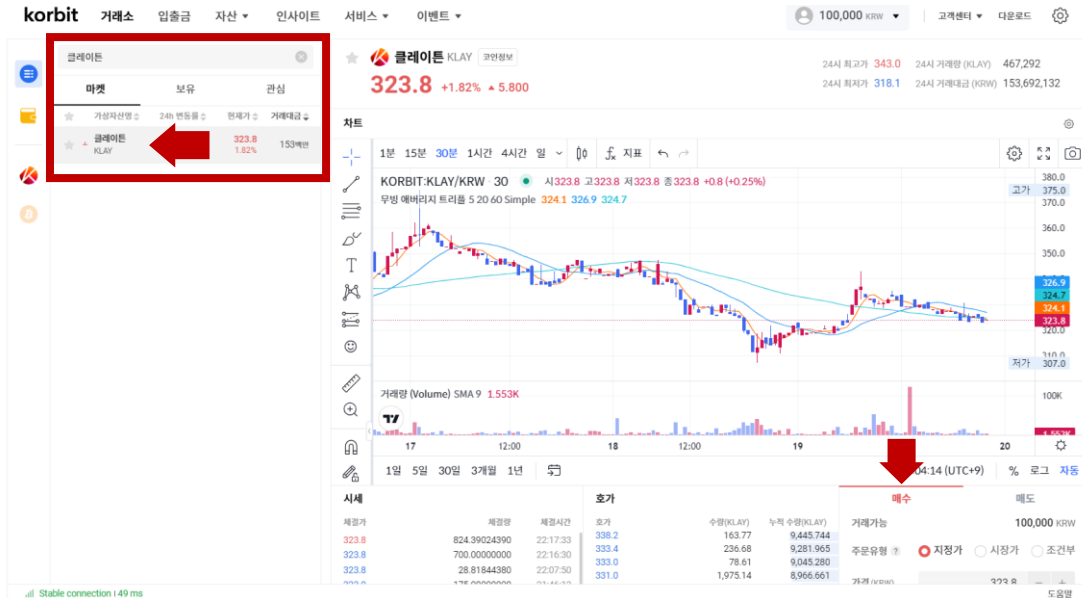 korbit 거래소 입출금 자산 ▾ 인사이트 서비스 ▾ 이벤트 ▾ 100,000 KRW ▾ 고객센터 ▾ 다운로드
클레이튼
마켓 보유 관심
가상자산명 24h 변동률 현재가 거래대금
클레이튼 323.8 153백만
KLAY 1.82%
클레이튼 KLAY 코인정보
323.8 +1.82% ▲ 5.800
24시 최고가 343.0 24시 거래량 (KLAY) 467,292
24시 최저가 318.1 24시 거래대금 (KRW) 153,692,132
차트
1분 15분 30분 1시간 4시간 일 지표
KORBIT:KLAY/KRW 30 시323.8 고323.8 저323.8 종323.8 +0.8 (+0.25%)
무빙 애버리지 트리플 5 20 60 Simple 324.1 326.9 324.7
380.0
고가 375.0
370.0
360.0
350.0
326.9
324.7
324.1
323.8
320.0
310.0
저가 307.0
거래량 (Volume) SMA 9 1.553K
100K
1.553K
17 12:00 18 12:00 19 20
1일 5일 30일 3개월 1년 04:14 (UTC+9) % 로그 자동
시세
체결가 체결량 체결시간
323.8 824.39024390 22:17:33
323.8 700.00000000 22:16:30
323.8 28.81844380 22:07:50
호가
호가 수량(KLAY) 누적 수량(KLAY)
338.2 163.77 9,445.744
333.4 236.68 9,281.965
333.0 78.61 9,045.280
331.0 1,975.14 8,966.661
매수 매도
거래가능 100,000 KRW
주문유형 ? 지정가 시장가 조건부
가격 (KRW) 323.8 − +
Stable connection | 49 ms 도움말